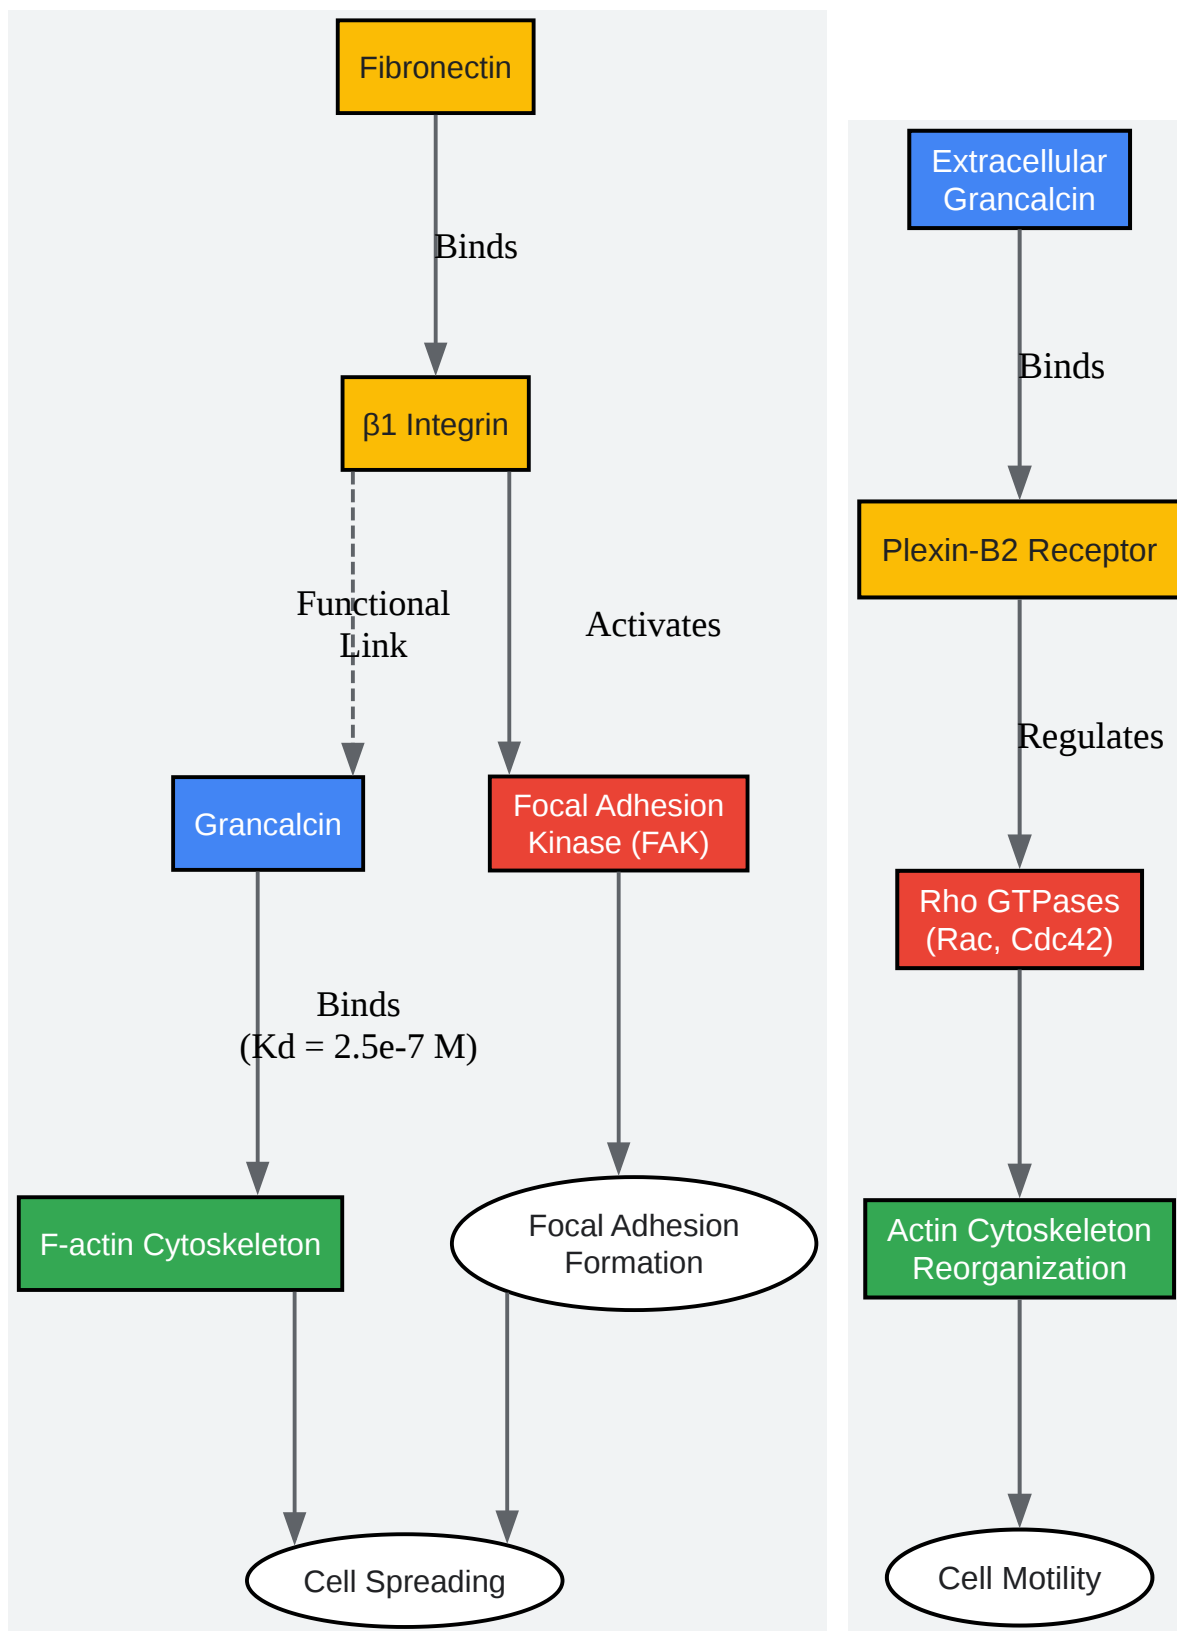 Fibronectin
Binds
β1 Integrin
Functional
Link
Activates
Grancalcin
Focal Adhesion
Kinase (FAK)
Binds
(Kd = 2.5e-7 M)
F-actin Cytoskeleton
Focal Adhesion
Formation
Cell Spreading
Extracellular
Grancalcin
Binds
Plexin-B2 Receptor
Regulates
Rho GTPases
(Rac, Cdc42)
Actin Cytoskeleton
Reorganization
Cell Motility